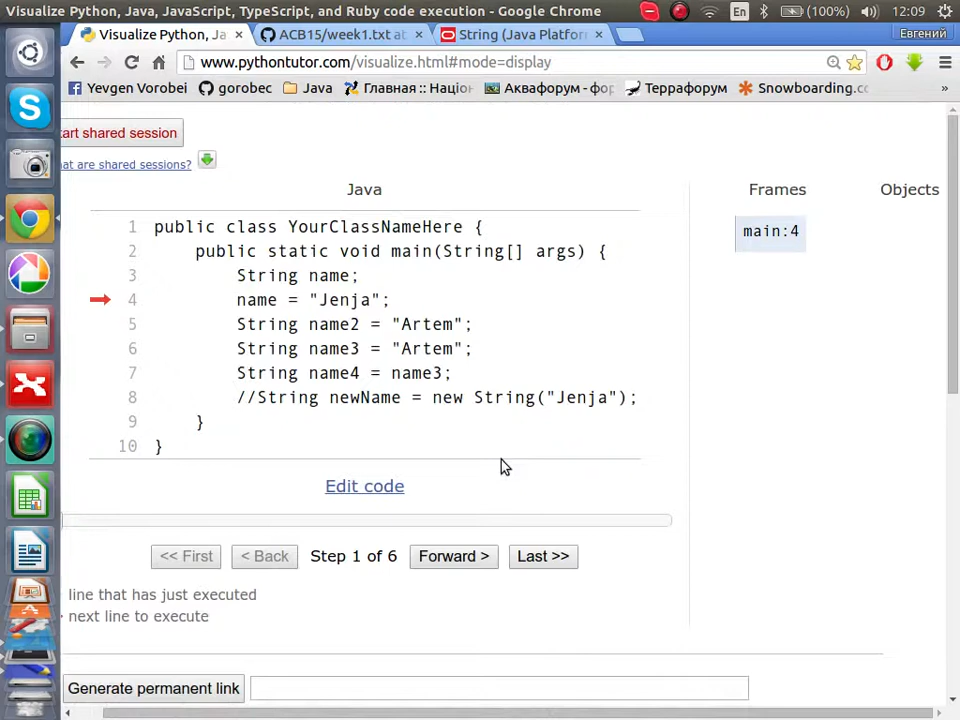 Visualize Python, Java, JavaScript, TypeScript, and Ruby code execution - Google Chrome
En
(100%)
12:09
Visualize Python, Ja
ACB15/week1.txt at
String (Java Platfor
Евгений
www.pythontutor.com/visualize.html#mode=display
Yevgen Vorobei
gorobec
Java
Главная :: Націо
Аквафорум - фор
Террафорум
Snowboarding.cc
»
tart shared session
hat are shared sessions?
Java
Frames
Objects
1 public class YourClassNameHere {
2 public static void main(String[] args) {
3 String name;
4 name = "Jenja";
5 String name2 = "Artem";
6 String name3 = "Artem";
7 String name4 = name3;
8 //String newName = new String("Jenja");
9 }
10 }
main:4
Edit code
<< First
< Back
Step 1 of 6
Forward >
Last >>
line that has just executed
next line to execute
Generate permanent link